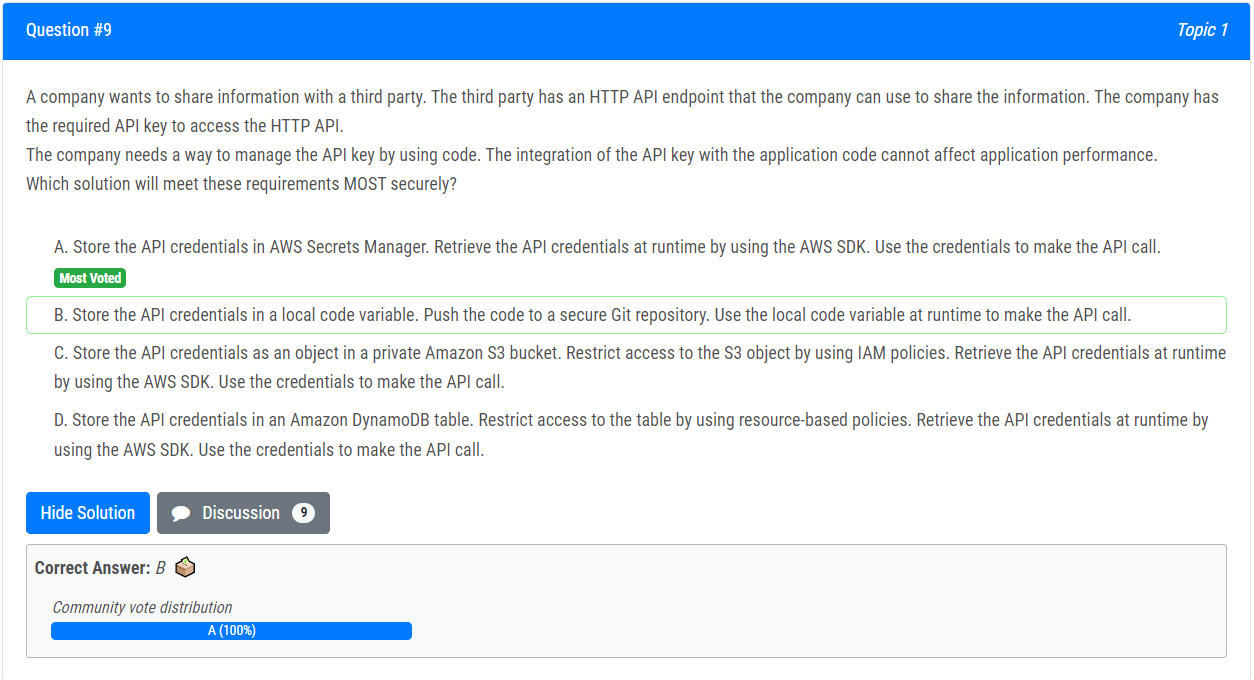 Question #9
Topic 1
A company wants to share information with a third party. The third party has an HTTP API endpoint that the company can use to share the information. The company has
the required API key to access the HTTP API.
The company needs a way to manage the API key by using code. The integration of the API key with the application code cannot affect application performance.
Which solution will meet these requirements MOST securely?
A. Store the API credentials in AWS Secrets Manager. Retrieve the API credentials at runtime by using the AWS SDK. Use the credentials to make the API call.
Most Voted
B. Store the API credentials in a local code variable. Push the code to a secure Git repository. Use the local code variable at runtime to make the API call.
C. Store the API credentials as an object in a private Amazon S3 bucket. Restrict access to the S3 object by using IAM policies. Retrieve the API credentials at runtime
by using the AWS SDK. Use the credentials to make the API call.
D. Store the API credentials in an Amazon DynamoDB table. Restrict access to the table by using resource-based policies. Retrieve the API credentials at runtime by
using the AWS SDK. Use the credentials to make the API call.
Hide Solution
Discussion 9
Correct Answer: B
Community vote distribution
A (100%)